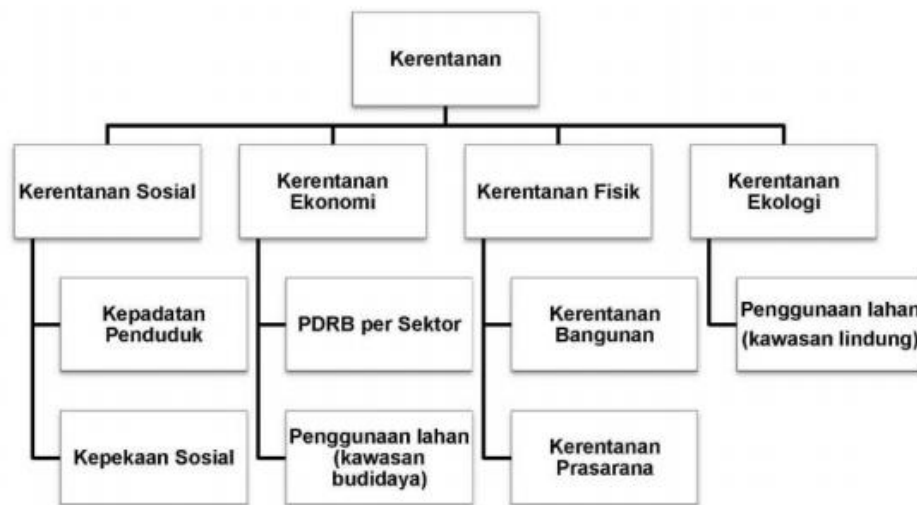 Kerentanan
Kerentanan Sosial
Kerentanan
Ekonomi
Kerentanan Fisik
Kerentanan
Ekologi
Kepadatan
Penduduk
PDRB per Sektor
Kerentanan
Bangunan
Penggunaan lahan
(kawasan lindung)
Kepekaan Sosial
Penggunaan lahan
(kawasan
budidaya)
Kerentanan
Prasarana